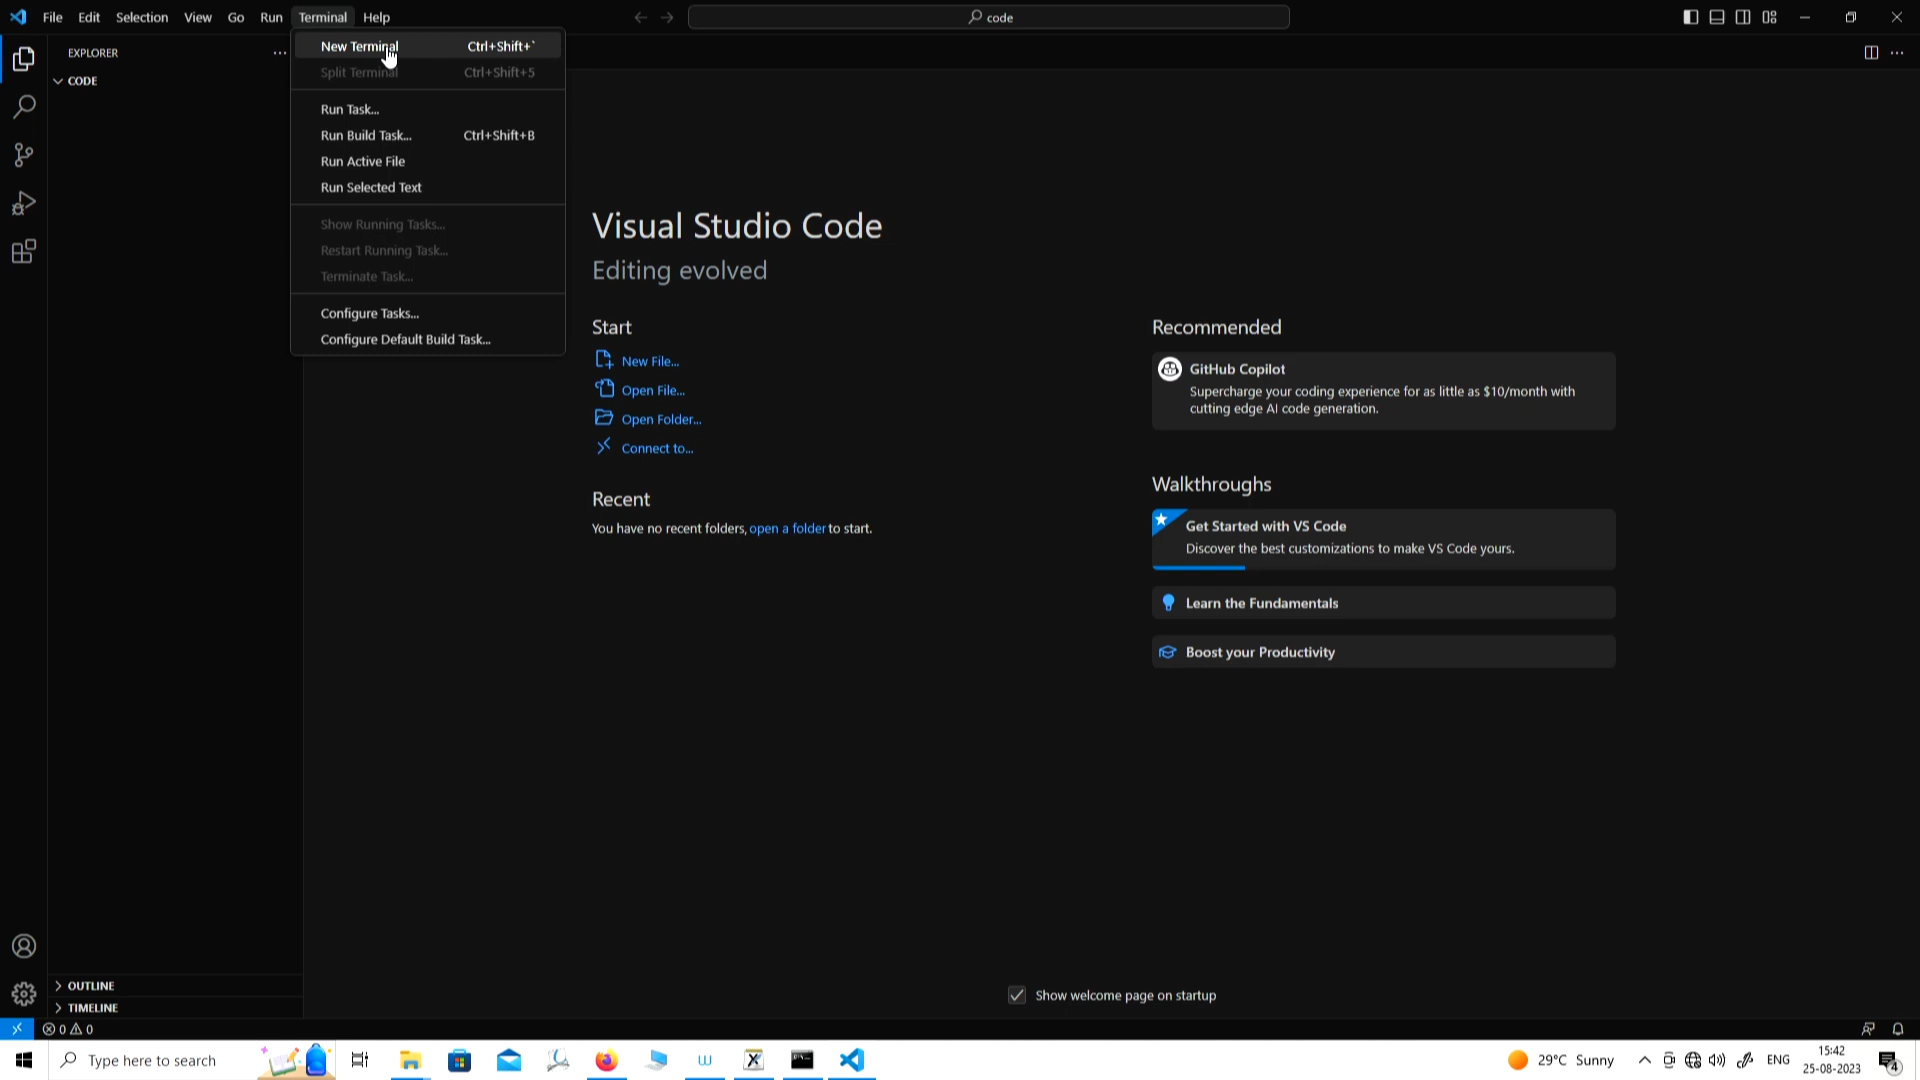 File Edit Selection View Go Run Terminal Help
code
EXPLORER
CODE
New Terminal Ctrl+Shift+`
Split Terminal Ctrl+Shift+5
Run Task...
Run Build Task... Ctrl+Shift+B
Run Active File
Run Selected Text
Show Running Tasks...
Restart Running Task...
Terminate Task...
Configure Tasks...
Configure Default Build Task...
Visual Studio Code
Editing evolved
Start
New File...
Open File...
Open Folder...
Connect to...
Recent
You have no recent folders, open a folder to start.
Recommended
GitHub Copilot
Supercharge your coding experience for as little as $10/month with
cutting edge AI code generation.
Walkthroughs
Get Started with VS Code
Discover the best customizations to make VS Code yours.
Learn the Fundamentals
Boost your Productivity
Show welcome page on startup
OUTLINE
TIMELINE
0 0
Type here to search
29°C Sunny
ENG
15:42
25-08-2023
4